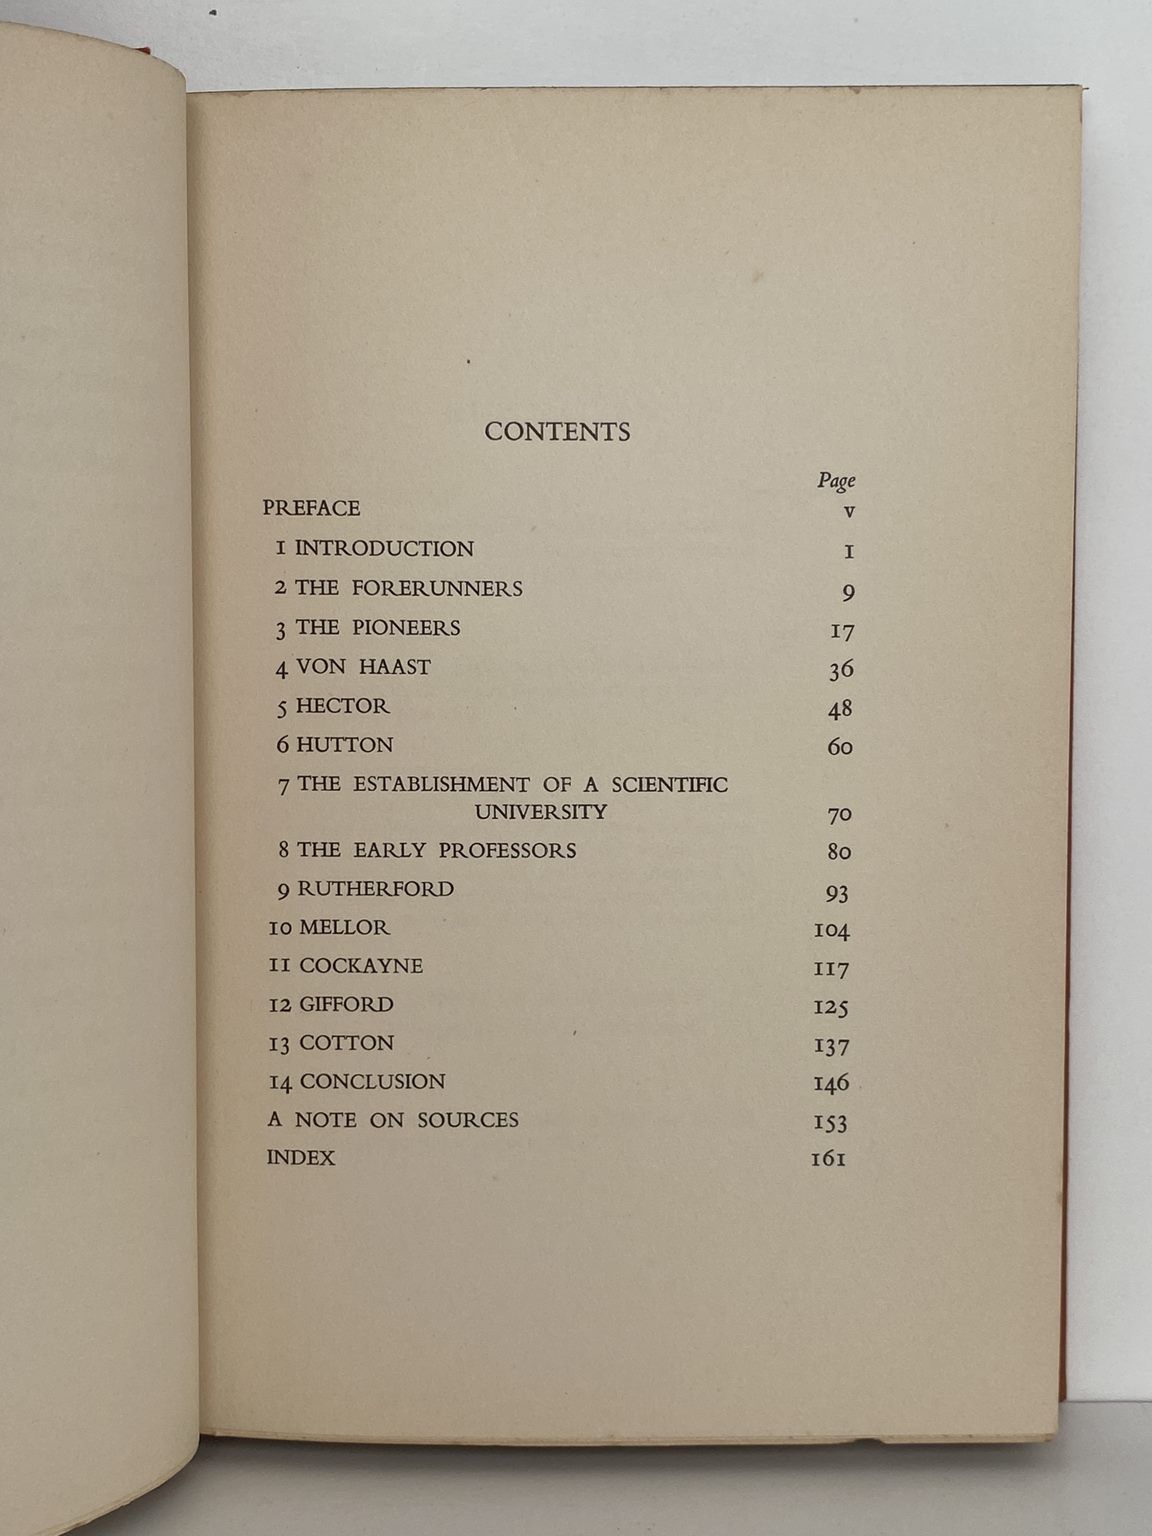 CONTENTS
Page
PREFACE v
1 INTRODUCTION 1
2 THE FORERUNNERS 9
3 THE PIONEERS 17
4 VON HAAST 36
5 HECTOR 48
6 HUTTON 60
7 THE ESTABLISHMENT OF A SCIENTIFIC
UNIVERSITY 70
8 THE EARLY PROFESSORS 80
9 RUTHERFORD 93
10 MELLOR 104
11 COCKAYNE 117
12 GIFFORD 125
13 COTTON 137
14 CONCLUSION 146
A NOTE ON SOURCES 153
INDEX 161